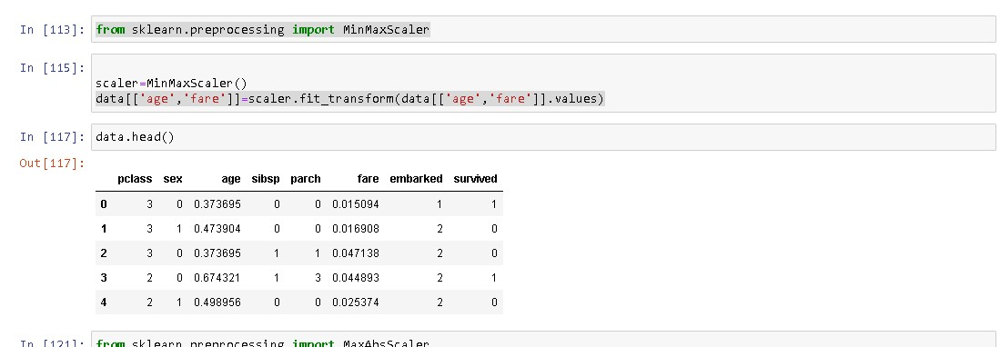 In [113]: from sklearn.preprocessing import MinMaxScaler
In [115]:
scaler=MinMaxScaler()
data[['age','fare']]=scaler.fit_transform(data[['age','fare']].values)
In [117]: data.head()
Out[117]:
pclass sex age sibsp parch fare embarked survived
0 3 0 0.373695 0 0 0.015094 1 1
1 3 1 0.473904 0 0 0.016908 2 0
2 3 0 0.373695 1 1 0.047138 2 0
3 2 0 0.674321 1 3 0.044893 2 1
4 2 1 0.498956 0 0 0.025374 2 0
In [121]: from sklearn.preprocessing import MaxAbsScaler